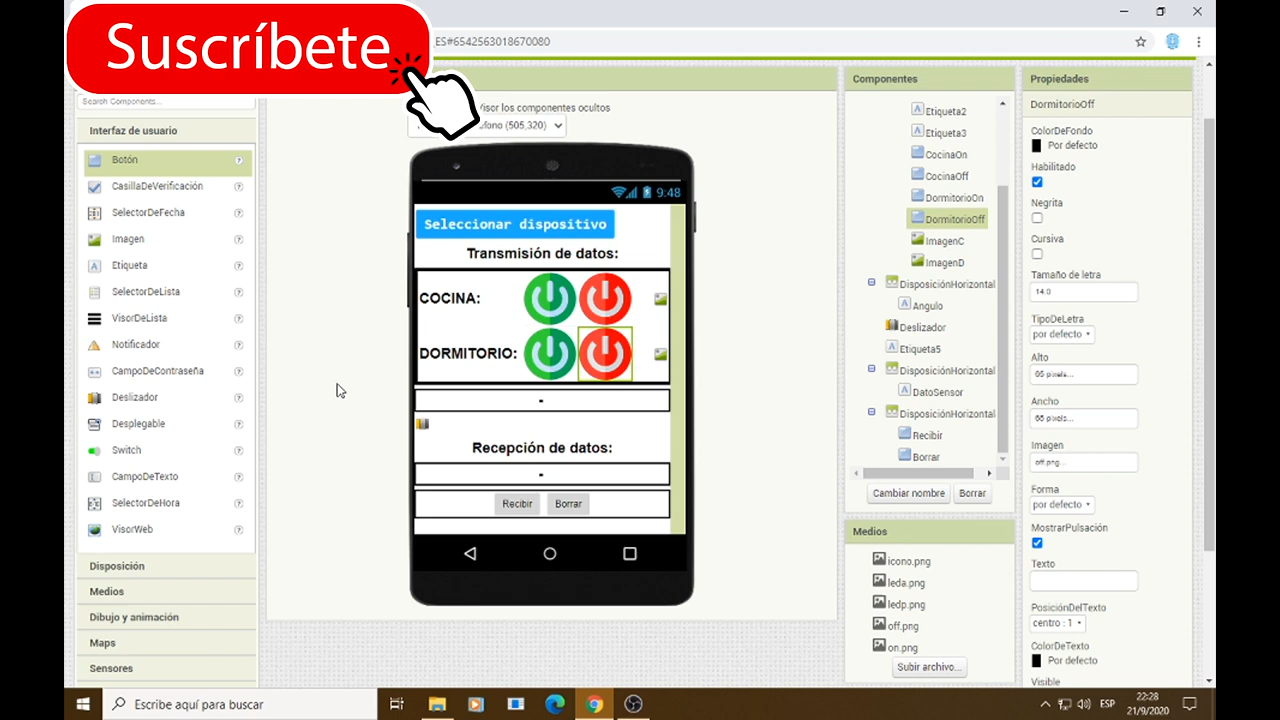 Suscríbete
_ES#6542563018670080
Search Components...
Interfaz de usuario
Botón
CasillaDeVerificación
SelectorDeFecha
Imagen
Etiqueta
SelectorDeLista
VisorDeLista
Notificador
CampoDeContraseña
Deslizador
Desplegable
Switch
CampoDeTexto
SelectorDeHora
VisorWeb
Disposición
Medios
Dibujo y animación
Maps
Sensores
Visor los componentes ocultos
(505,320)
9:48
Seleccionar dispositivo
Transmisión de datos:
COCINA:
DORMITORIO:
-
Recepción de datos:
-
Recibir
Borrar
Componentes
Etiqueta2
Etiqueta3
CocinaOn
CocinaOff
DormitorioOn
DormitorioOff
ImagenC
ImagenD
DisposiciónHorizontal
Angulo
Deslizador
Etiqueta5
DisposiciónHorizontal
DatoSensor
DisposiciónHorizontal
Recibir
Borrar
Cambiar nombre
Borrar
Medios
icono.png
leda.png
ledp.png
off.png
on.png
Subir archivo...
Propiedades
DormitorioOff
ColorDeFondo
Por defecto
Habilitado
Negrita
Cursiva
Tamaño de letra
14.0
TipoDeLetra
por defecto
Alto
65 pixels...
Ancho
65 pixels...
Imagen
off.png...
Forma
por defecto
MostrarPulsación
Texto
PosiciónDelTexto
centro : 1
ColorDeTexto
Por defecto
Visible
Escribe aquí para buscar
ESP
22:28
21/9/2020